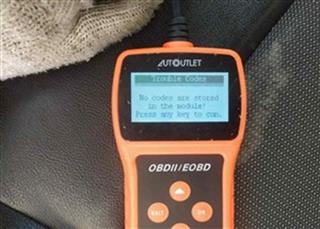 AUTOUTLET
Trouble Codes
No codes are stored
in the module!
Press any key to con.
OBDII/EOBD
EXIT
OK